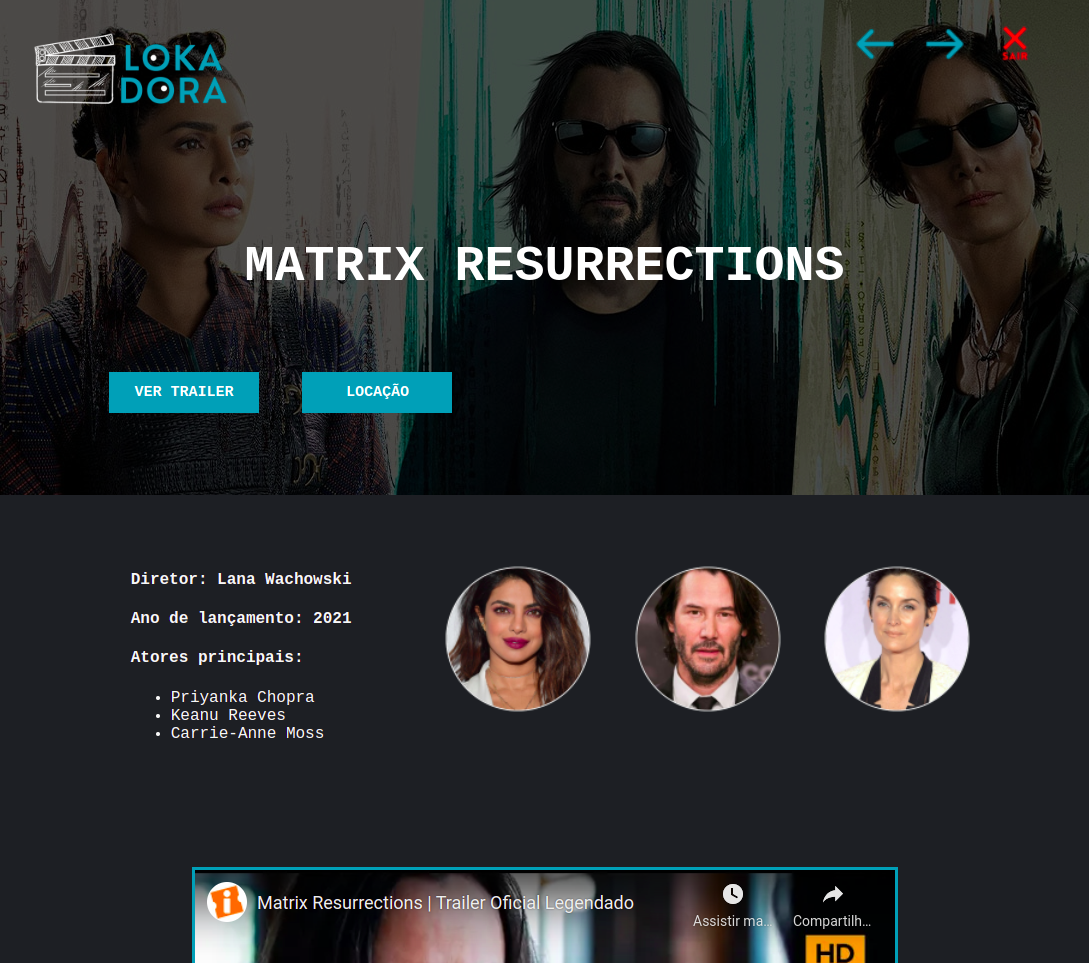 LOKA
DORA
SAIR
MATRIX RESURRECTIONS
VER TRAILER
LOCAÇÃO
Diretor: Lana Wachowski
Ano de lançamento: 2021
Atores principais:
• Priyanka Chopra
• Keanu Reeves
• Carrie-Anne Moss
Matrix Resurrections | Trailer Oficial Legendado
Assistir ma...
Compartilh...
HD